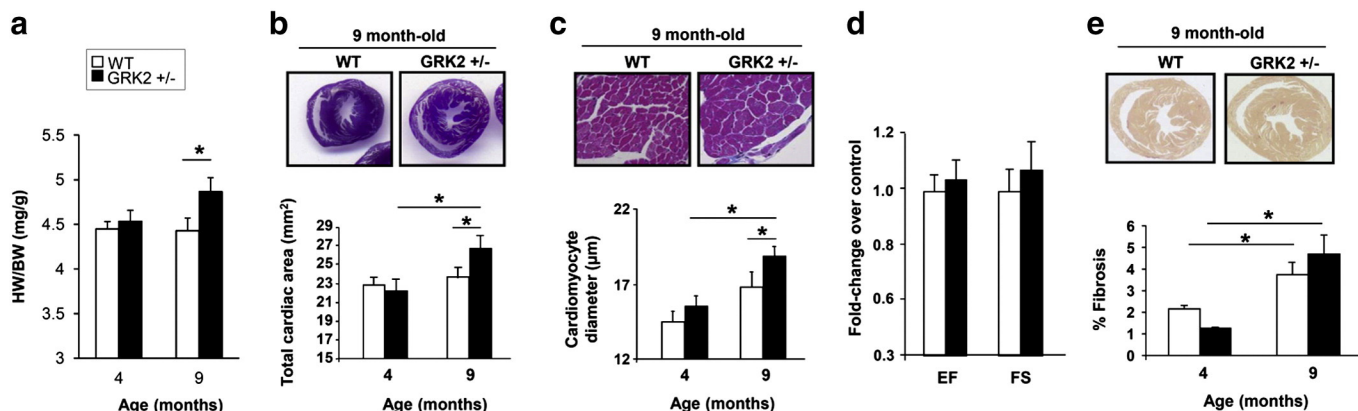 a
WT
GRK2 +/-
HW/BW (mg/g)
5.5
5
4.5
4
3.5
3
*
4
9
Age (months)
b
9 month-old
WT
GRK2 +/-
Total cardiac area (mm²)
29
27
25
23
21
19
17
15
*
*
4
9
Age (months)
c
9 month-old
WT
GRK2 +/-
Cardiomyocyte
diameter (μm)
22
17
12
*
*
4
9
Age (months)
d
Fold-change over control
1.2
1.0
0.8
0.6
0.3
EF
FS
e
9 month-old
WT
GRK2 +/-
% Fibrosis
6
5
4
3
2
1
0
*
*
4
9
Age (months)